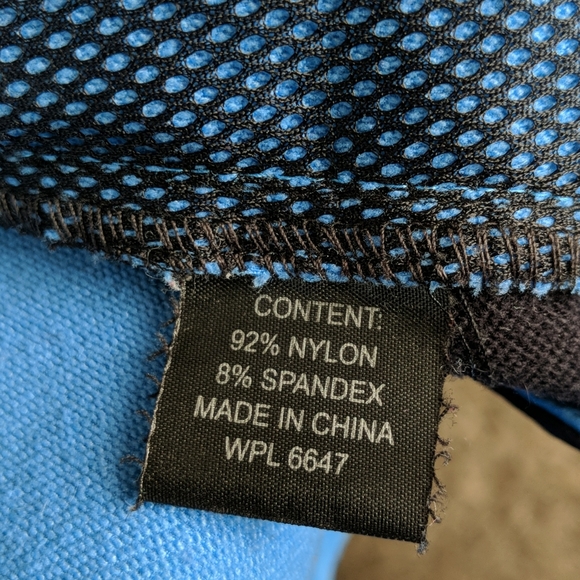 CONTENT:
92% NYLON
8% SPANDEX
MADE IN CHINA
WPL 6647